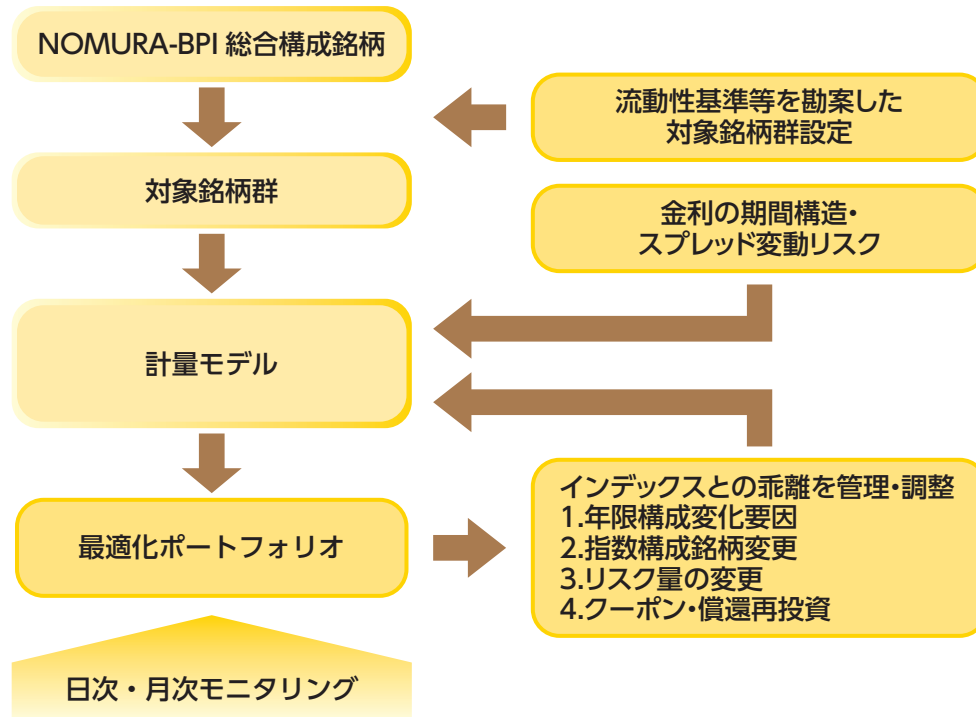 NOMURA-BPI 総合構成銘柄
流動性基準等を勘案した
対象銘柄群設定
対象銘柄群
金利の期間構造・
スプレッド変動リスク
計量モデル
最適化ポートフォリオ
インデックスとの乖離を管理・調整
1.年限構成変化要因
2.指数構成銘柄変更
3.リスク量の変更
4.クーポン・償還再投資
日次・月次モニタリング